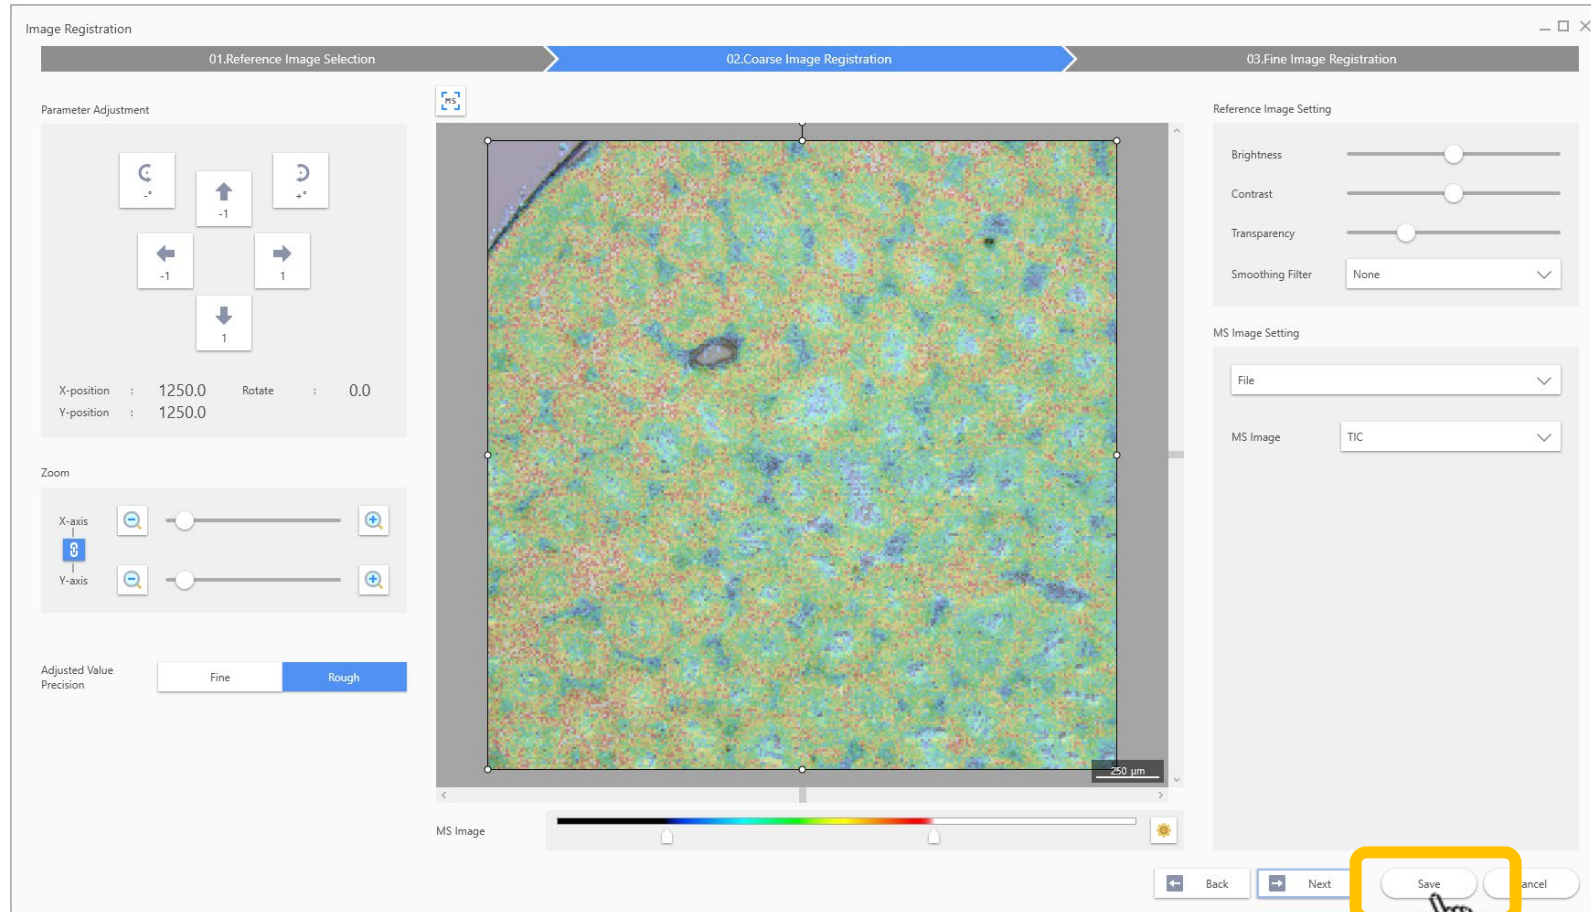 Image Registration
01.Reference Image Selection
02.Coarse Image Registration
03.Fine Image Registration
Parameter Adjustment
-°
+°
-1
-1
1
1
X-position : 1250.0 Rotate : 0.0
Y-position : 1250.0
Zoom
X-axis
Y-axis
Adjusted Value
Precision
Fine
Rough
MS
250 µm
MS Image
Reference Image Setting
Brightness
Contrast
Transparency
Smoothing Filter None
MS Image Setting
File
MS Image TIC
Back
Next
Save
ancel